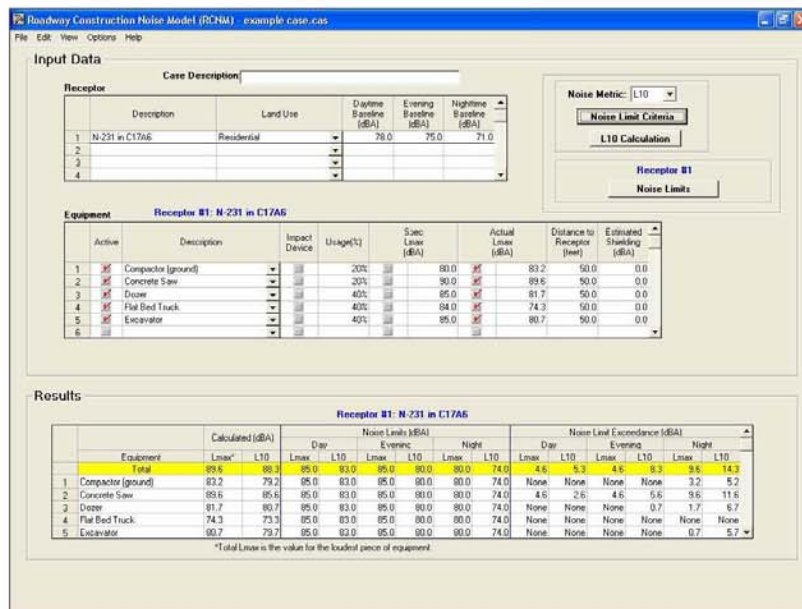 Roadway Construction Noise Model (RCNM) - example case.cas
File Edit View Options Help
Input Data
Case Description
Receptor
Description Land Use Daytime Baseline (dBA) Evening Baseline (dBA) Nighttime Baseline (dBA)
1 N-231 in C17A6 Residential 78.0 75.0 71.0
2
3
4
Noise Metric: L10
Noise Limit Criteria
L10 Calculation
Receptor #1
Noise Limits
Equipment Receptor #1: N-231 in C17A6
Active Description Impact Device Usage(%) Spec Lmax (dBA) Actual Lmax (dBA) Distance to Receptor (feet) Estimated Shielding (dBA)
1 Compactor (ground) 20% 80.0 83.2 50.0 0.0
2 Concrete Saw 20% 90.0 89.6 50.0 0.0
3 Dozer 40% 85.0 81.7 50.0 0.0
4 Flat Bed Truck 40% 84.0 74.3 50.0 0.0
5 Excavator 40% 85.0 80.7 50.0 0.0
6
Results
Receptor #1: N-231 in C17A6
Calculated (dBA) Noise Limits (dBA) Noise Limit Exceedance (dBA)
Day Evening Night Day Evening Night
Equipment Lmax* L10 Lmax L10 Lmax L10 Lmax L10 Lmax L10 Lmax L10 Lmax L10
Total 89.6 88.3 85.0 83.0 85.0 80.0 80.0 74.0 4.6 5.3 4.6 8.3 9.6 14.3
1 Compactor (ground) 83.2 79.2 85.0 83.0 85.0 80.0 80.0 74.0 None None None None 3.2 5.2
2 Concrete Saw 89.6 85.6 85.0 83.0 85.0 80.0 80.0 74.0 4.6 2.6 4.6 5.6 9.6 11.6
3 Dozer 81.7 80.7 85.0 83.0 85.0 80.0 80.0 74.0 None None None 0.7 1.7 6.7
4 Flat Bed Truck 74.3 73.3 85.0 83.0 85.0 80.0 80.0 74.0 None None None None None None
5 Excavator 80.7 79.7 85.0 83.0 85.0 80.0 80.0 74.0 None None None None 0.7 5.7
*Total Lmax is the value for the loudest piece of equipment.